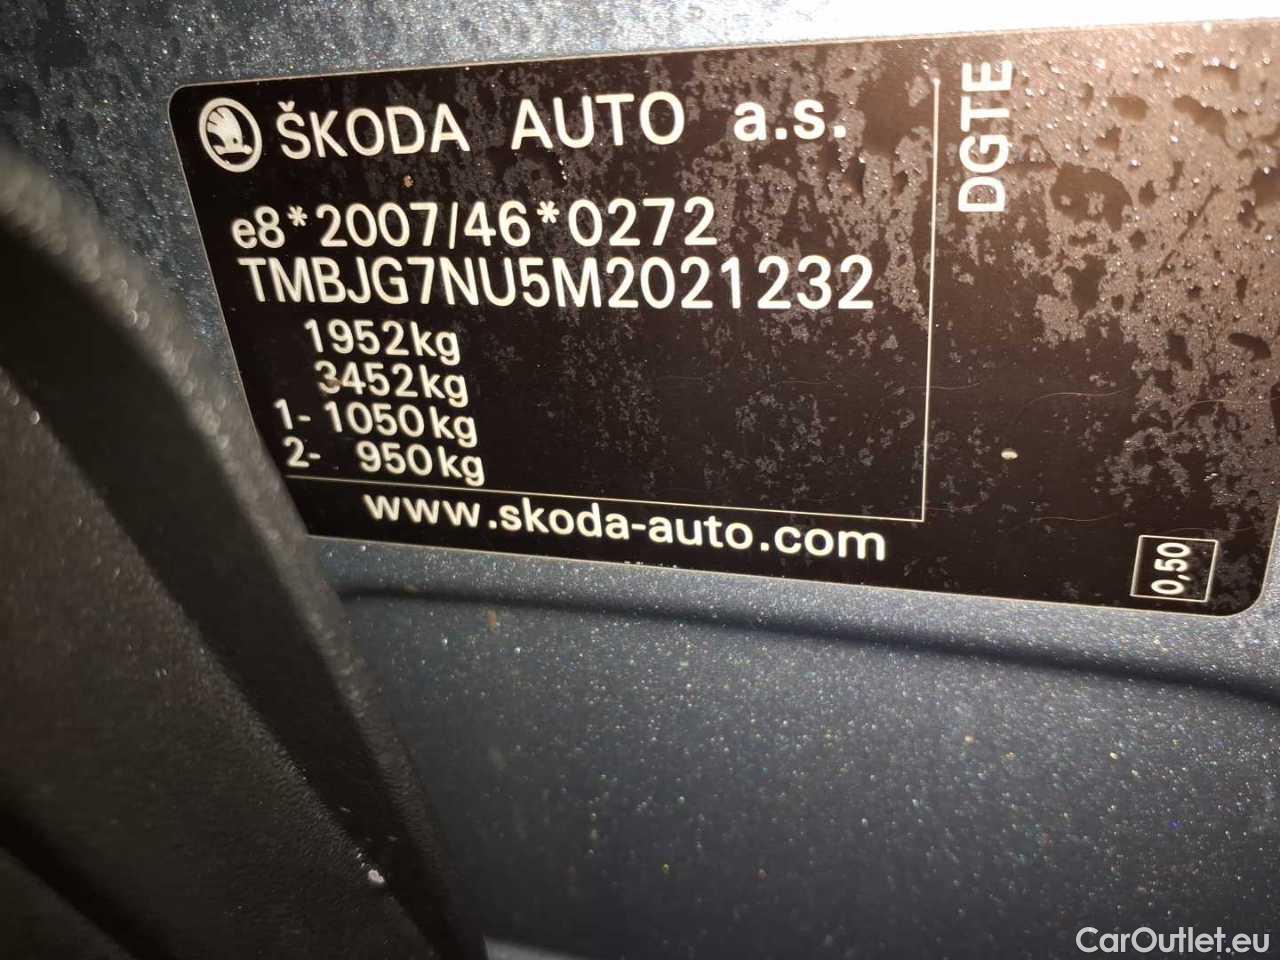 ŠKODA AUTO a.s.
e8*2007/46*0272
TMBJG7NU5M2021232
1952kg
3452kg
1- 1050kg
2- 950kg
www.skoda-auto.com
DGTE
0,50
CarOutlet.eu